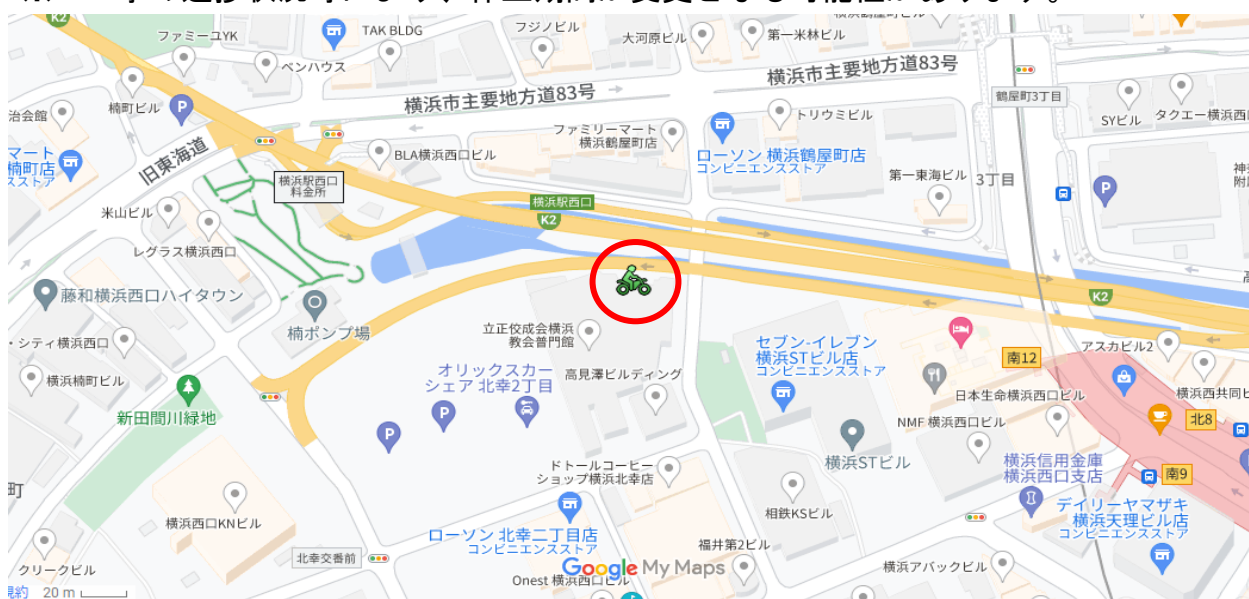 ファミーユYK
TAK BLDG
フジノビル
大河原ビル
第一米林ビル
ペンハウス
横浜市主要地方道83号
横浜市主要地方道83号
鶴屋町3丁目
楠町ビル
治会館
トリウミビル
SYビル
タクエー横浜西
K2
マート
楠町店
スストア
旧東海道
BLA横浜西口ビル
ファミリーマート
横浜鶴屋町店
ローソン 横浜鶴屋町店
コンビニエンスストア
第一東海ビル
3丁目
横浜駅西口
料金所
横浜駅西口
K2
米山ビル
レグラス横浜西口
藤和横浜西口ハイタウン
楠ポンプ場
K2
・シティ横浜西口
立正佼成会横浜
教会普門館
セブン-イレブン
横浜STビル店
コンビニエンスストア
南12
アスカビル2
横浜楠町ビル
オリックスカー
シェア 北幸2丁目
高見澤ビルディング
日本生命横浜西口ビル
横浜西共同ビ
新田間川緑地
NMF 横浜西口ビル
北8
横浜STビル
横浜信用金庫
横浜西口支店
南9
ドトールコーヒー
ショップ横浜北幸店
町
横浜西口KNビル
相鉄KSビル
デイリーヤマザキ
横浜天理ビル店
コンビニエンスストア
ローソン 北幸二丁目店
コンビニエンスストア
福井第2ビル
北幸交番前
クリークビル
Google My Maps
横浜アバックビル
Onest 横浜西口ビル
規約
20 m